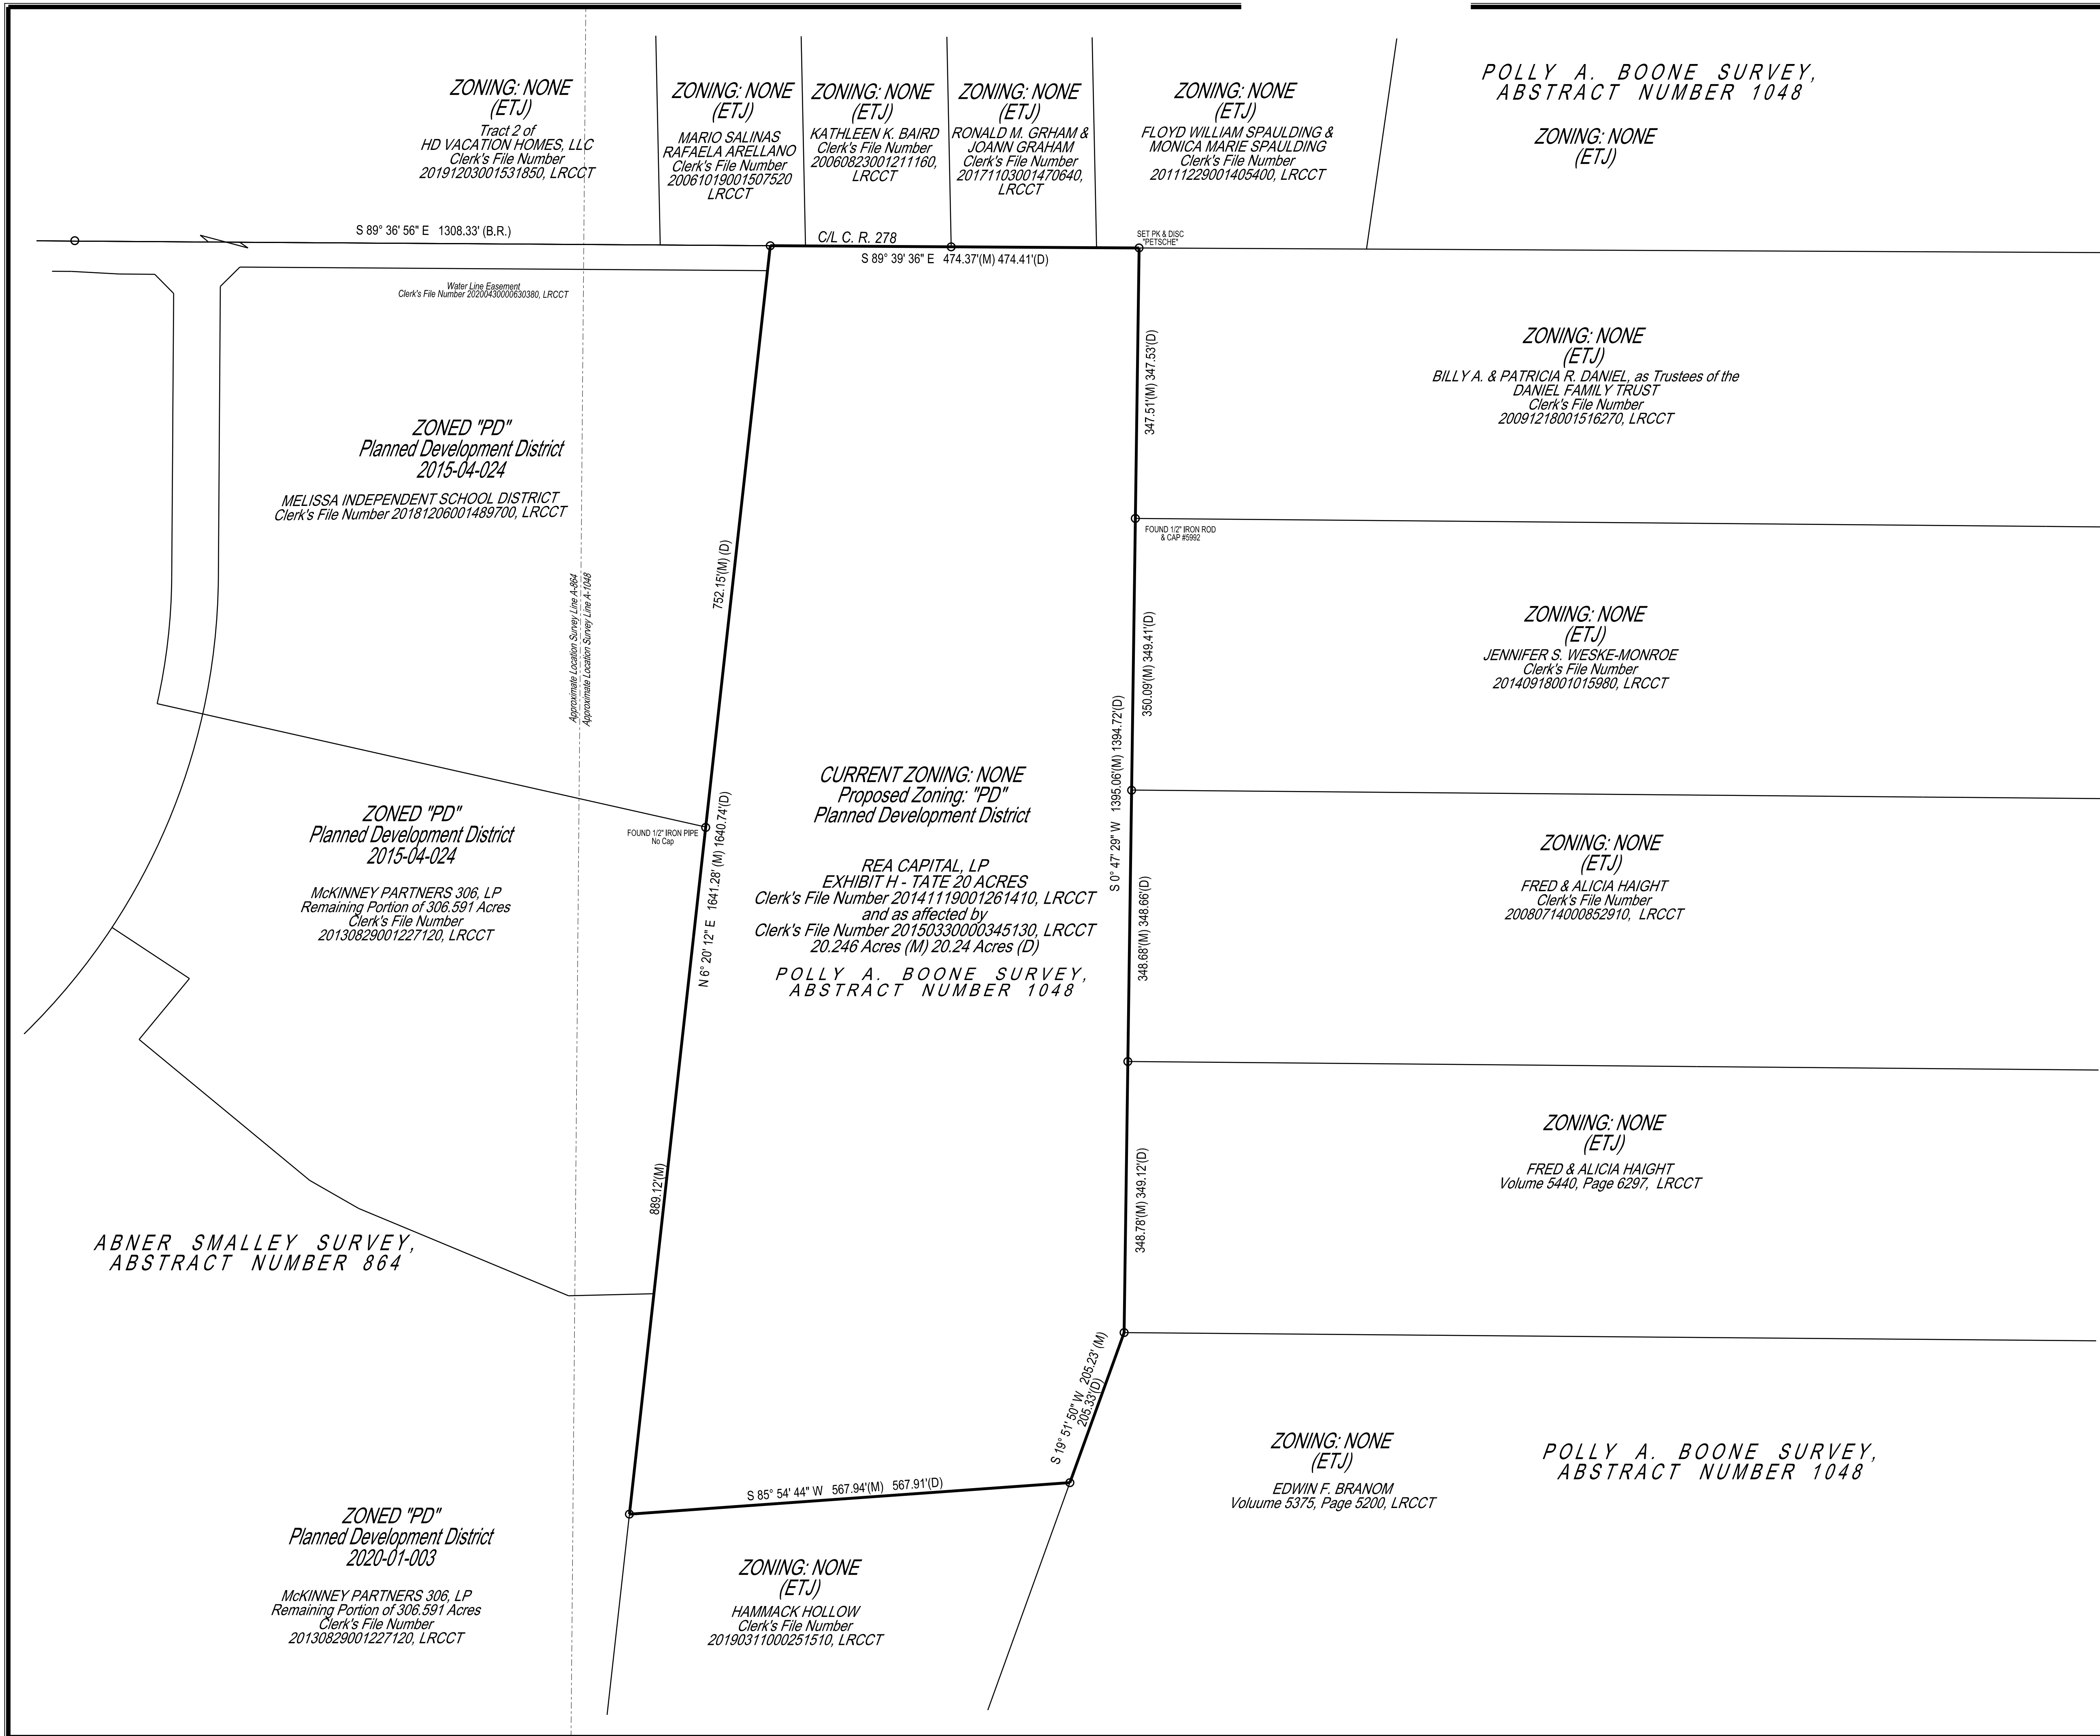 ZONING: NONE
(ETJ)
Tract 2 of
HD VACATION HOMES, LLC
Clerk's File Number
20191203001531850, LRCCT
ZONING: NONE
(ETJ)
MARIO SALINAS
RAFAELA ARELLANO
Clerk's File Number
20061019001507520
LRCCT
ZONING: NONE
(ETJ)
KATHLEEN K. BAIRD
Clerk's File Number
20060823001211160,
LRCCT
ZONING: NONE
(ETJ)
RONALD M. GRHAM &
JOANN GRAHAM
Clerk's File Number
20171103001470640,
LRCCT
ZONING: NONE
(ETJ)
FLOYD WILLIAM SPAULDING &
MONICA MARIE SPAULDING
Clerk's File Number
20111229001405400, LRCCT
POLLY A. BOONE SURVEY,
ABSTRACT NUMBER 1048
ZONING: NONE
(ETJ)
S 89° 36' 56" E 1308.33' (B.R.)
C/L C. R. 278
S 89° 39' 36" E 474.37'(M) 474.41'(D)
SET PK & DISC
"PETSCHE"
Water Line Easement
Clerk's File Number 20200430000630380, LRCCT
347.51'(M) 347.53'(D)
ZONING: NONE
(ETJ)
BILLY A. & PATRICIA R. DANIEL, as Trustees of the
DANIEL FAMILY TRUST
Clerk's File Number
20091218001516270, LRCCT
ZONED "PD"
Planned Development District
2015-04-024
MELISSA INDEPENDENT SCHOOL DISTRICT
Clerk's File Number 20181206001489700, LRCCT
FOUND 1/2" IRON ROD
& CAP #5992
752.15'(M) (D)
Approximate Location Survey Line A-864
Approximate Location Survey Line A-1048
350.09'(M) 349.41'(D)
ZONING: NONE
(ETJ)
JENNIFER S. WESKE-MONROE
Clerk's File Number
20140918001015980, LRCCT
S 0° 47' 29" W 1395.06'(M) 1394.72'(D)
CURRENT ZONING: NONE
Proposed Zoning: "PD"
Planned Development District
REA CAPITAL, LP
EXHIBIT H - TATE 20 ACRES
Clerk's File Number 20141119001261410, LRCCT
and as affected by
Clerk's File Number 20150330000345130, LRCCT
20.246 Acres (M) 20.24 Acres (D)
POLLY A. BOONE SURVEY,
ABSTRACT NUMBER 1048
ZONED "PD"
Planned Development District
2015-04-024
McKINNEY PARTNERS 306, LP
Remaining Portion of 306.591 Acres
Clerk's File Number
20130829001227120, LRCCT
FOUND 1/2" IRON PIPE
No Cap
N 6° 20' 12" E 1641.28' (M) 1640.74'(D)
348.68'(M) 348.66'(D)
ZONING: NONE
(ETJ)
FRED & ALICIA HAIGHT
Clerk's File Number
20080714000852910, LRCCT
889.12'(M)
348.78'(M) 349.12'(D)
ZONING: NONE
(ETJ)
FRED & ALICIA HAIGHT
Volume 5440, Page 6297, LRCCT
ABNER SMALLEY SURVEY,
ABSTRACT NUMBER 864
S 19° 51' 50" W 205.23' (M)
205.33'(D)
S 85° 54' 44" W 567.94'(M) 567.91'(D)
ZONING: NONE
(ETJ)
EDWIN F. BRANOM
Voluume 5375, Page 5200, LRCCT
POLLY A. BOONE SURVEY,
ABSTRACT NUMBER 1048
ZONED "PD"
Planned Development District
2020-01-003
McKINNEY PARTNERS 306, LP
Remaining Portion of 306.591 Acres
Clerk's File Number
20130829001227120, LRCCT
ZONING: NONE
(ETJ)
HAMMACK HOLLOW
Clerk's File Number
20190311000251510, LRCCT